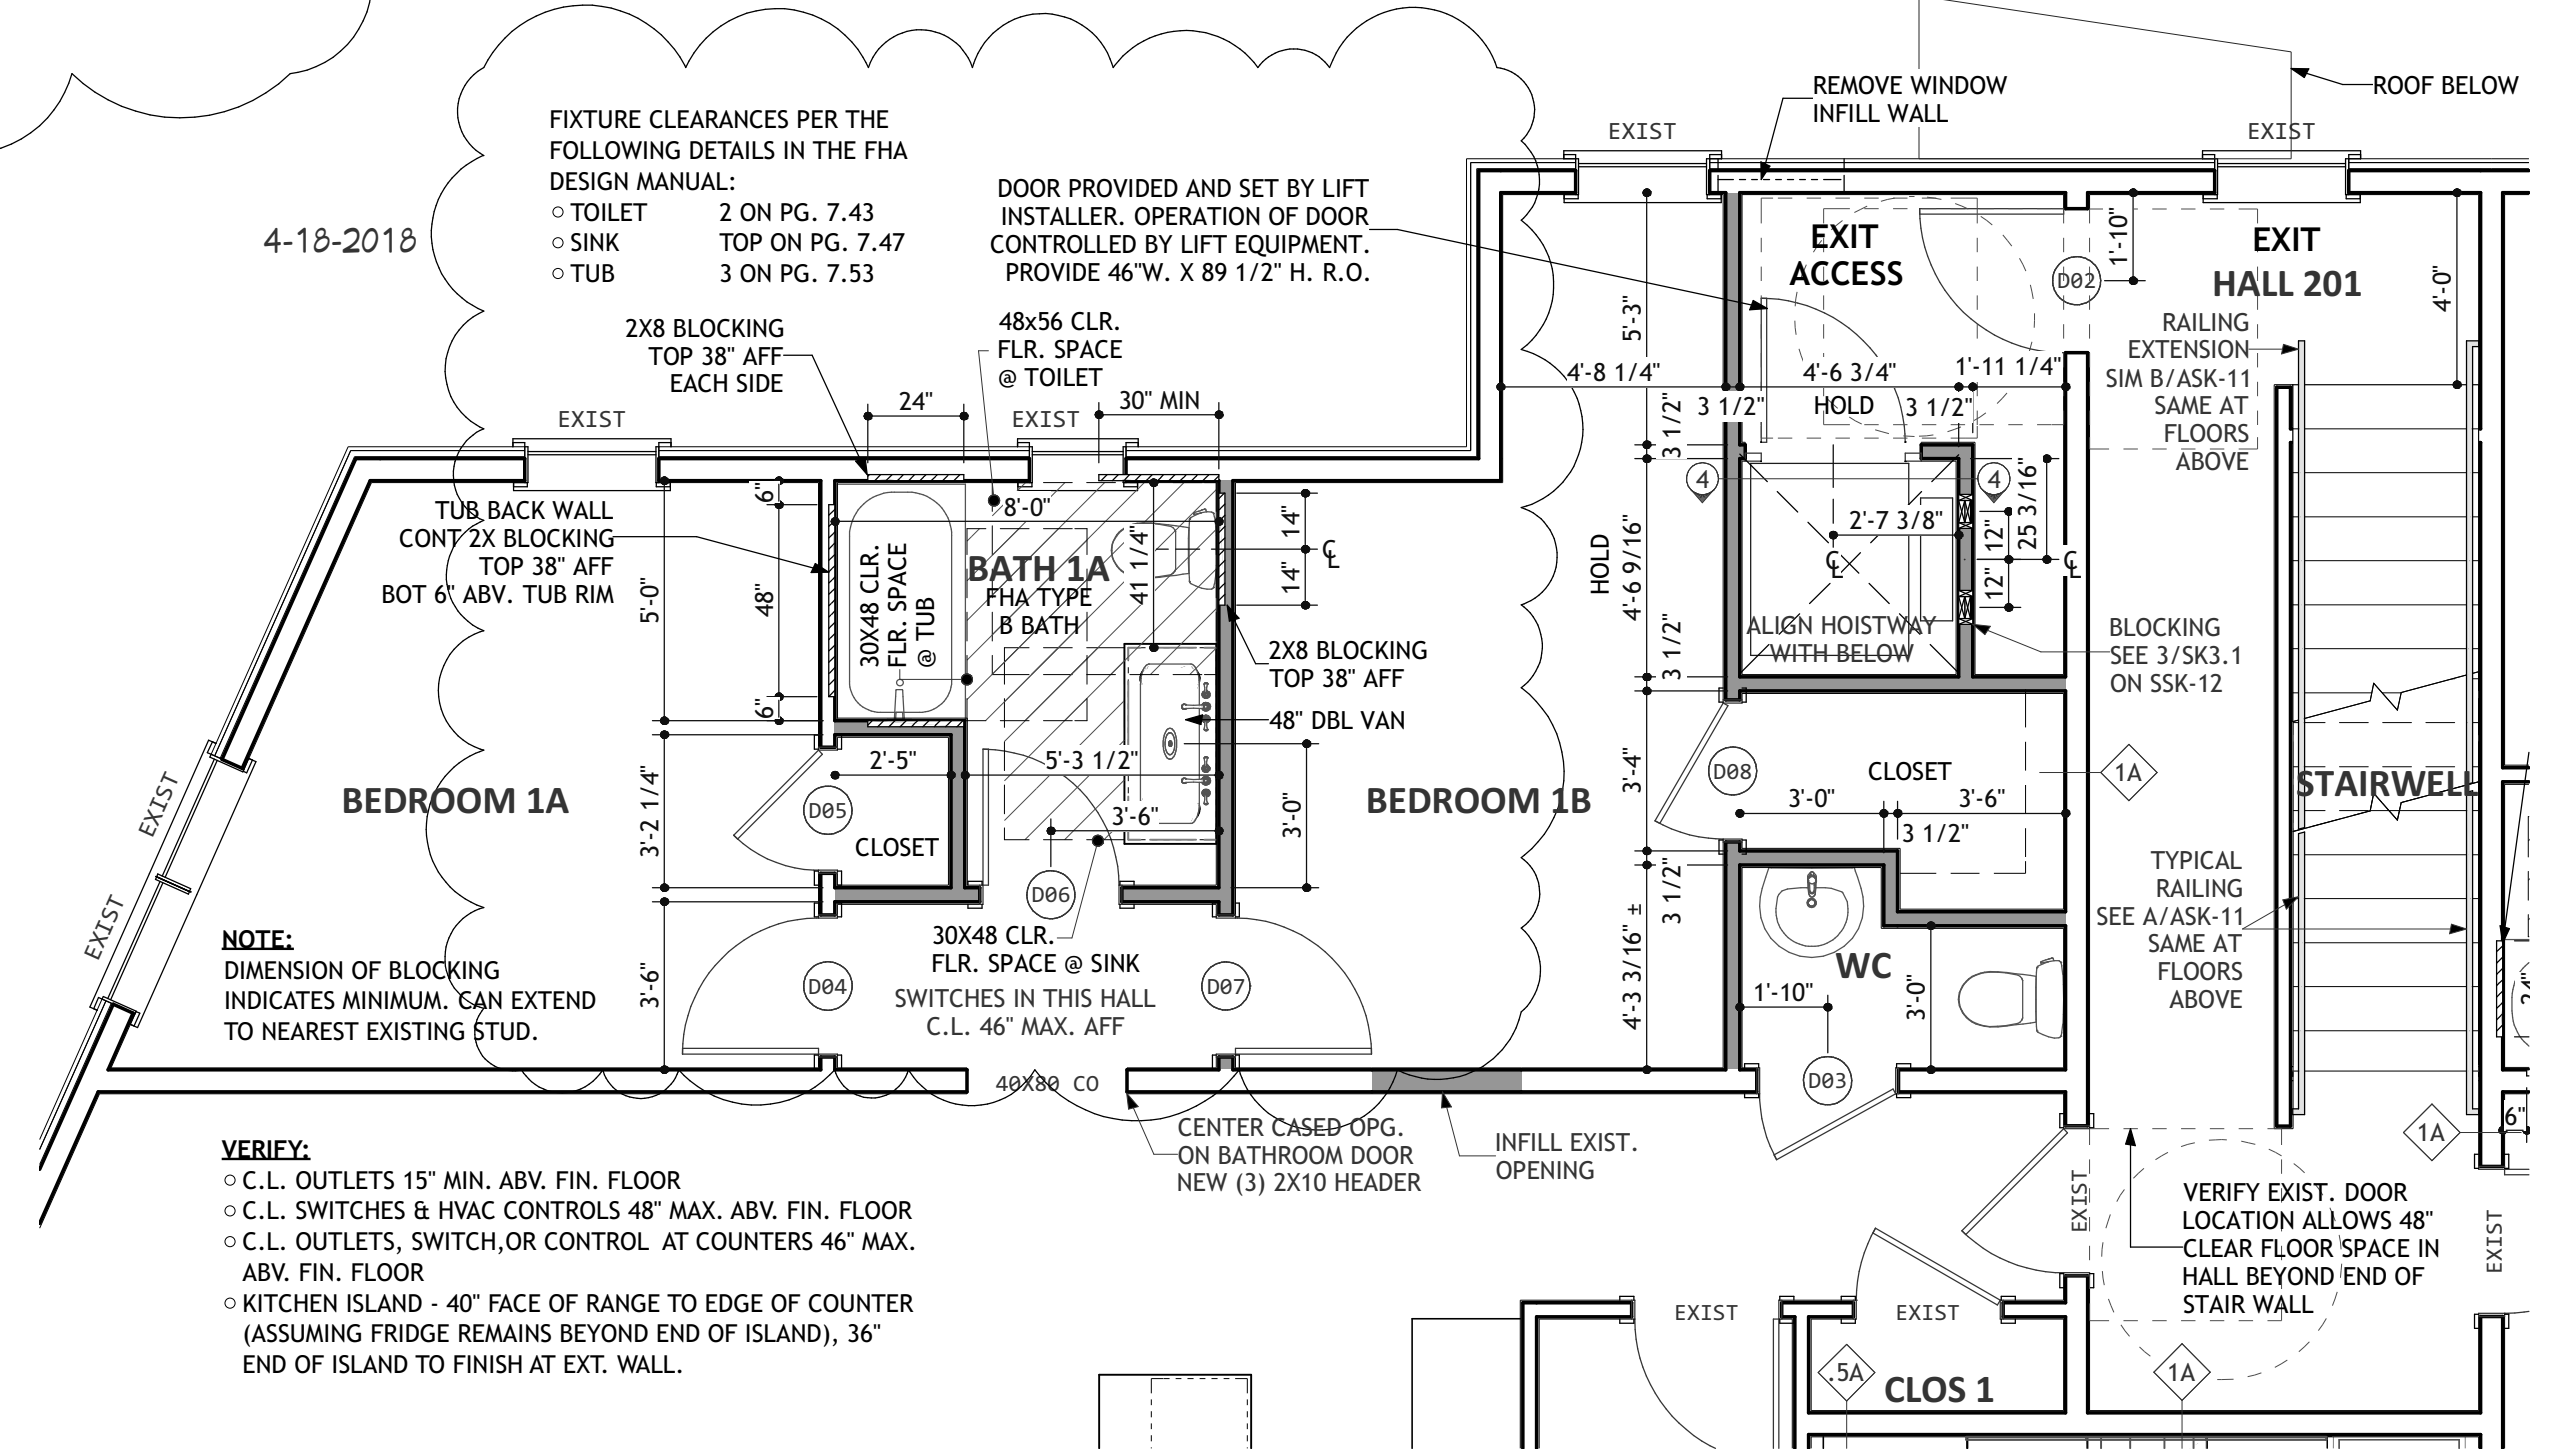 REMOVE WINDOW
INFILL WALL
ROOF BELOW
FIXTURE CLEARANCES PER THE
FOLLOWING DETAILS IN THE FHA
DESIGN MANUAL:
○ TOILET 2 ON PG. 7.43
○ SINK TOP ON PG. 7.47
○ TUB 3 ON PG. 7.53
4-18-2018
EXIST
EXIST
DOOR PROVIDED AND SET BY LIFT
INSTALLER. OPERATION OF DOOR
CONTROLLED BY LIFT EQUIPMENT.
PROVIDE 46"W. X 89 1/2" H. R.O.
EXIT
ACCESS
D02
1'-10"
EXIT
HALL 201
4'-0"
2X8 BLOCKING
TOP 38" AFF
EACH SIDE
48x56 CLR.
FLR. SPACE
@ TOILET
5'-3"
RAILING
EXTENSION
SIM B/ASK-11
SAME AT
FLOORS
ABOVE
4'-8 1/4"
4'-6 3/4"
1'-11 1/4"
HOLD
3 1/2"
3 1/2"
3 1/2"
24"
30" MIN
EXIST
EXIST
TUB BACK WALL
CONT 2X BLOCKING
TOP 38" AFF
BOT 6" ABV. TUB RIM
5'-0"
6"
48"
6"
8'-0"
30X48 CLR.
FLR. SPACE
@ TUB
BATH 1A
FHA TYPE
B BATH
41 1/4"
14"
14"
℄
HOLD
4'-6 9/16"
3 1/2"
4
4
2'-7 3/8"
℄
12"
12"
25 3/16"
℄
ALIGN HOISTWAY
WITH BELOW
BLOCKING
SEE 3/SK3.1
ON SSK-12
2X8 BLOCKING
TOP 38" AFF
48" DBL VAN
BEDROOM 1A
3'-2 1/4"
2'-5"
D05
CLOSET
5'-3 1/2"
3'-6"
3'-0"
D06
BEDROOM 1B
3'-4"
D08
CLOSET
3'-0"
3'-6"
3 1/2"
1A
STAIRWELL
3 1/2"
EXIST
EXIST
TYPICAL
RAILING
SEE A/ASK-11
SAME AT
FLOORS
ABOVE
NOTE:
DIMENSION OF BLOCKING
INDICATES MINIMUM. CAN EXTEND
TO NEAREST EXISTING STUD.
3'-6"
D04
30X48 CLR.
FLR. SPACE @ SINK
SWITCHES IN THIS HALL
C.L. 46" MAX. AFF
D07
4'-3 3/16" ±
WC
1'-10"
3'-0"
24"
D03
40X80 CO
CENTER CASED OPG.
ON BATHROOM DOOR
NEW (3) 2X10 HEADER
INFILL EXIST.
OPENING
1A
6"
VERIFY:
○ C.L. OUTLETS 15" MIN. ABV. FIN. FLOOR
○ C.L. SWITCHES & HVAC CONTROLS 48" MAX. ABV. FIN. FLOOR
○ C.L. OUTLETS, SWITCH,OR CONTROL AT COUNTERS 46" MAX.
ABV. FIN. FLOOR
○ KITCHEN ISLAND - 40" FACE OF RANGE TO EDGE OF COUNTER
(ASSUMING FRIDGE REMAINS BEYOND END OF ISLAND), 36"
END OF ISLAND TO FINISH AT EXT. WALL.
EXIST
VERIFY EXIST. DOOR
LOCATION ALLOWS 48"
CLEAR FLOOR SPACE IN
HALL BEYOND END OF
STAIR WALL
EXIST
EXIST
EXIST
.5A
CLOS 1
1A